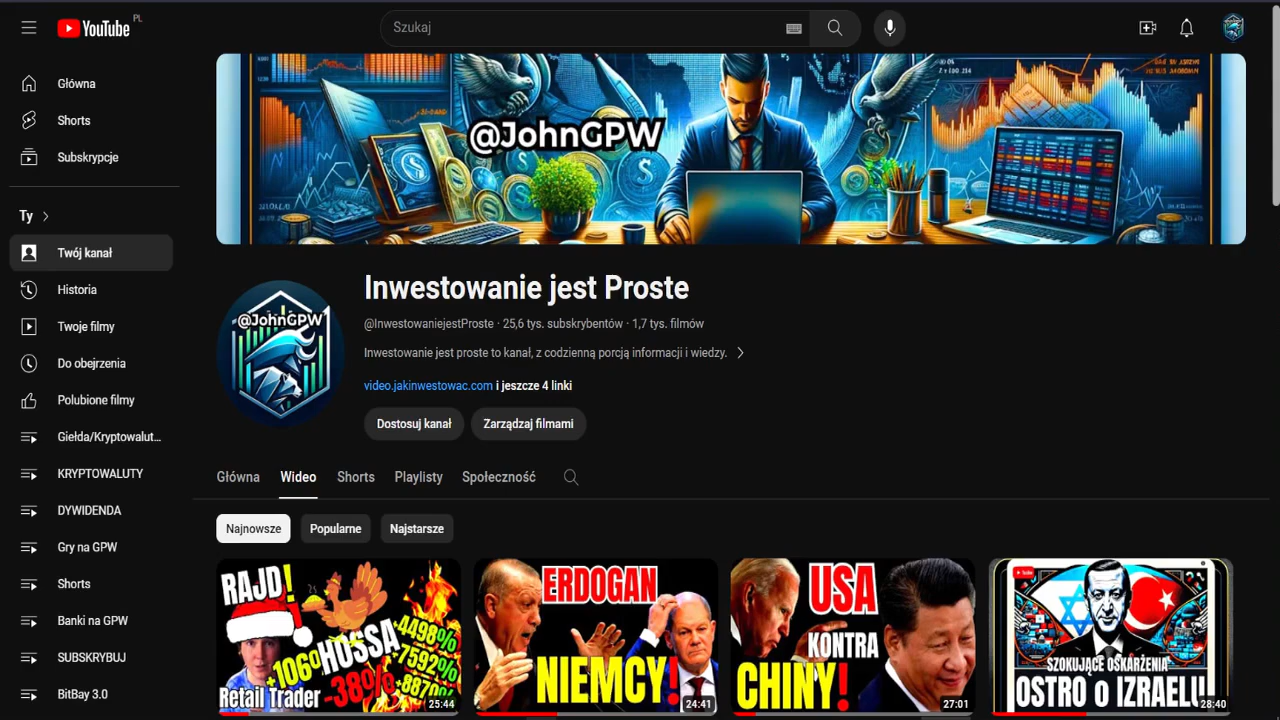 YouTube PL
Szukaj
Główna
Shorts
Subskrypcje
Ty
Twój kanał
Historia
Twoje filmy
Do obejrzenia
Polubione filmy
Giełda/Kryptowalut...
KRYPTOWALUTY
DYWIDENDA
Gry na GPW
Shorts
Banki na GPW
SUBSKRYBUJ
BitBay 3.0
@JohnGPW
@JohnGPW
Inwestowanie jest Proste
@InwestowaniejestProste · 25,6 tys. subskrybentów · 1,7 tys. filmów
Inwestowanie jest proste to kanał, z codzienną porcją informacji i wiedzy.
video.jakinwestowac.com i jeszcze 4 linki
Dostosuj kanał
Zarządzaj filmami
Główna
Wideo
Shorts
Playlisty
Społeczność
Najnowsze
Popularne
Najstarsze
RAJD!
HOSSA
+4498%
+106%
-38%
Retail Trader
25:44
ERDOGAN
NIEMCY!
24:41
USA
KONTRA
CHINY!
27:01
SZOKUJĄCE OSKARŻENIA
OSTRO o IZRAELU!
28:40